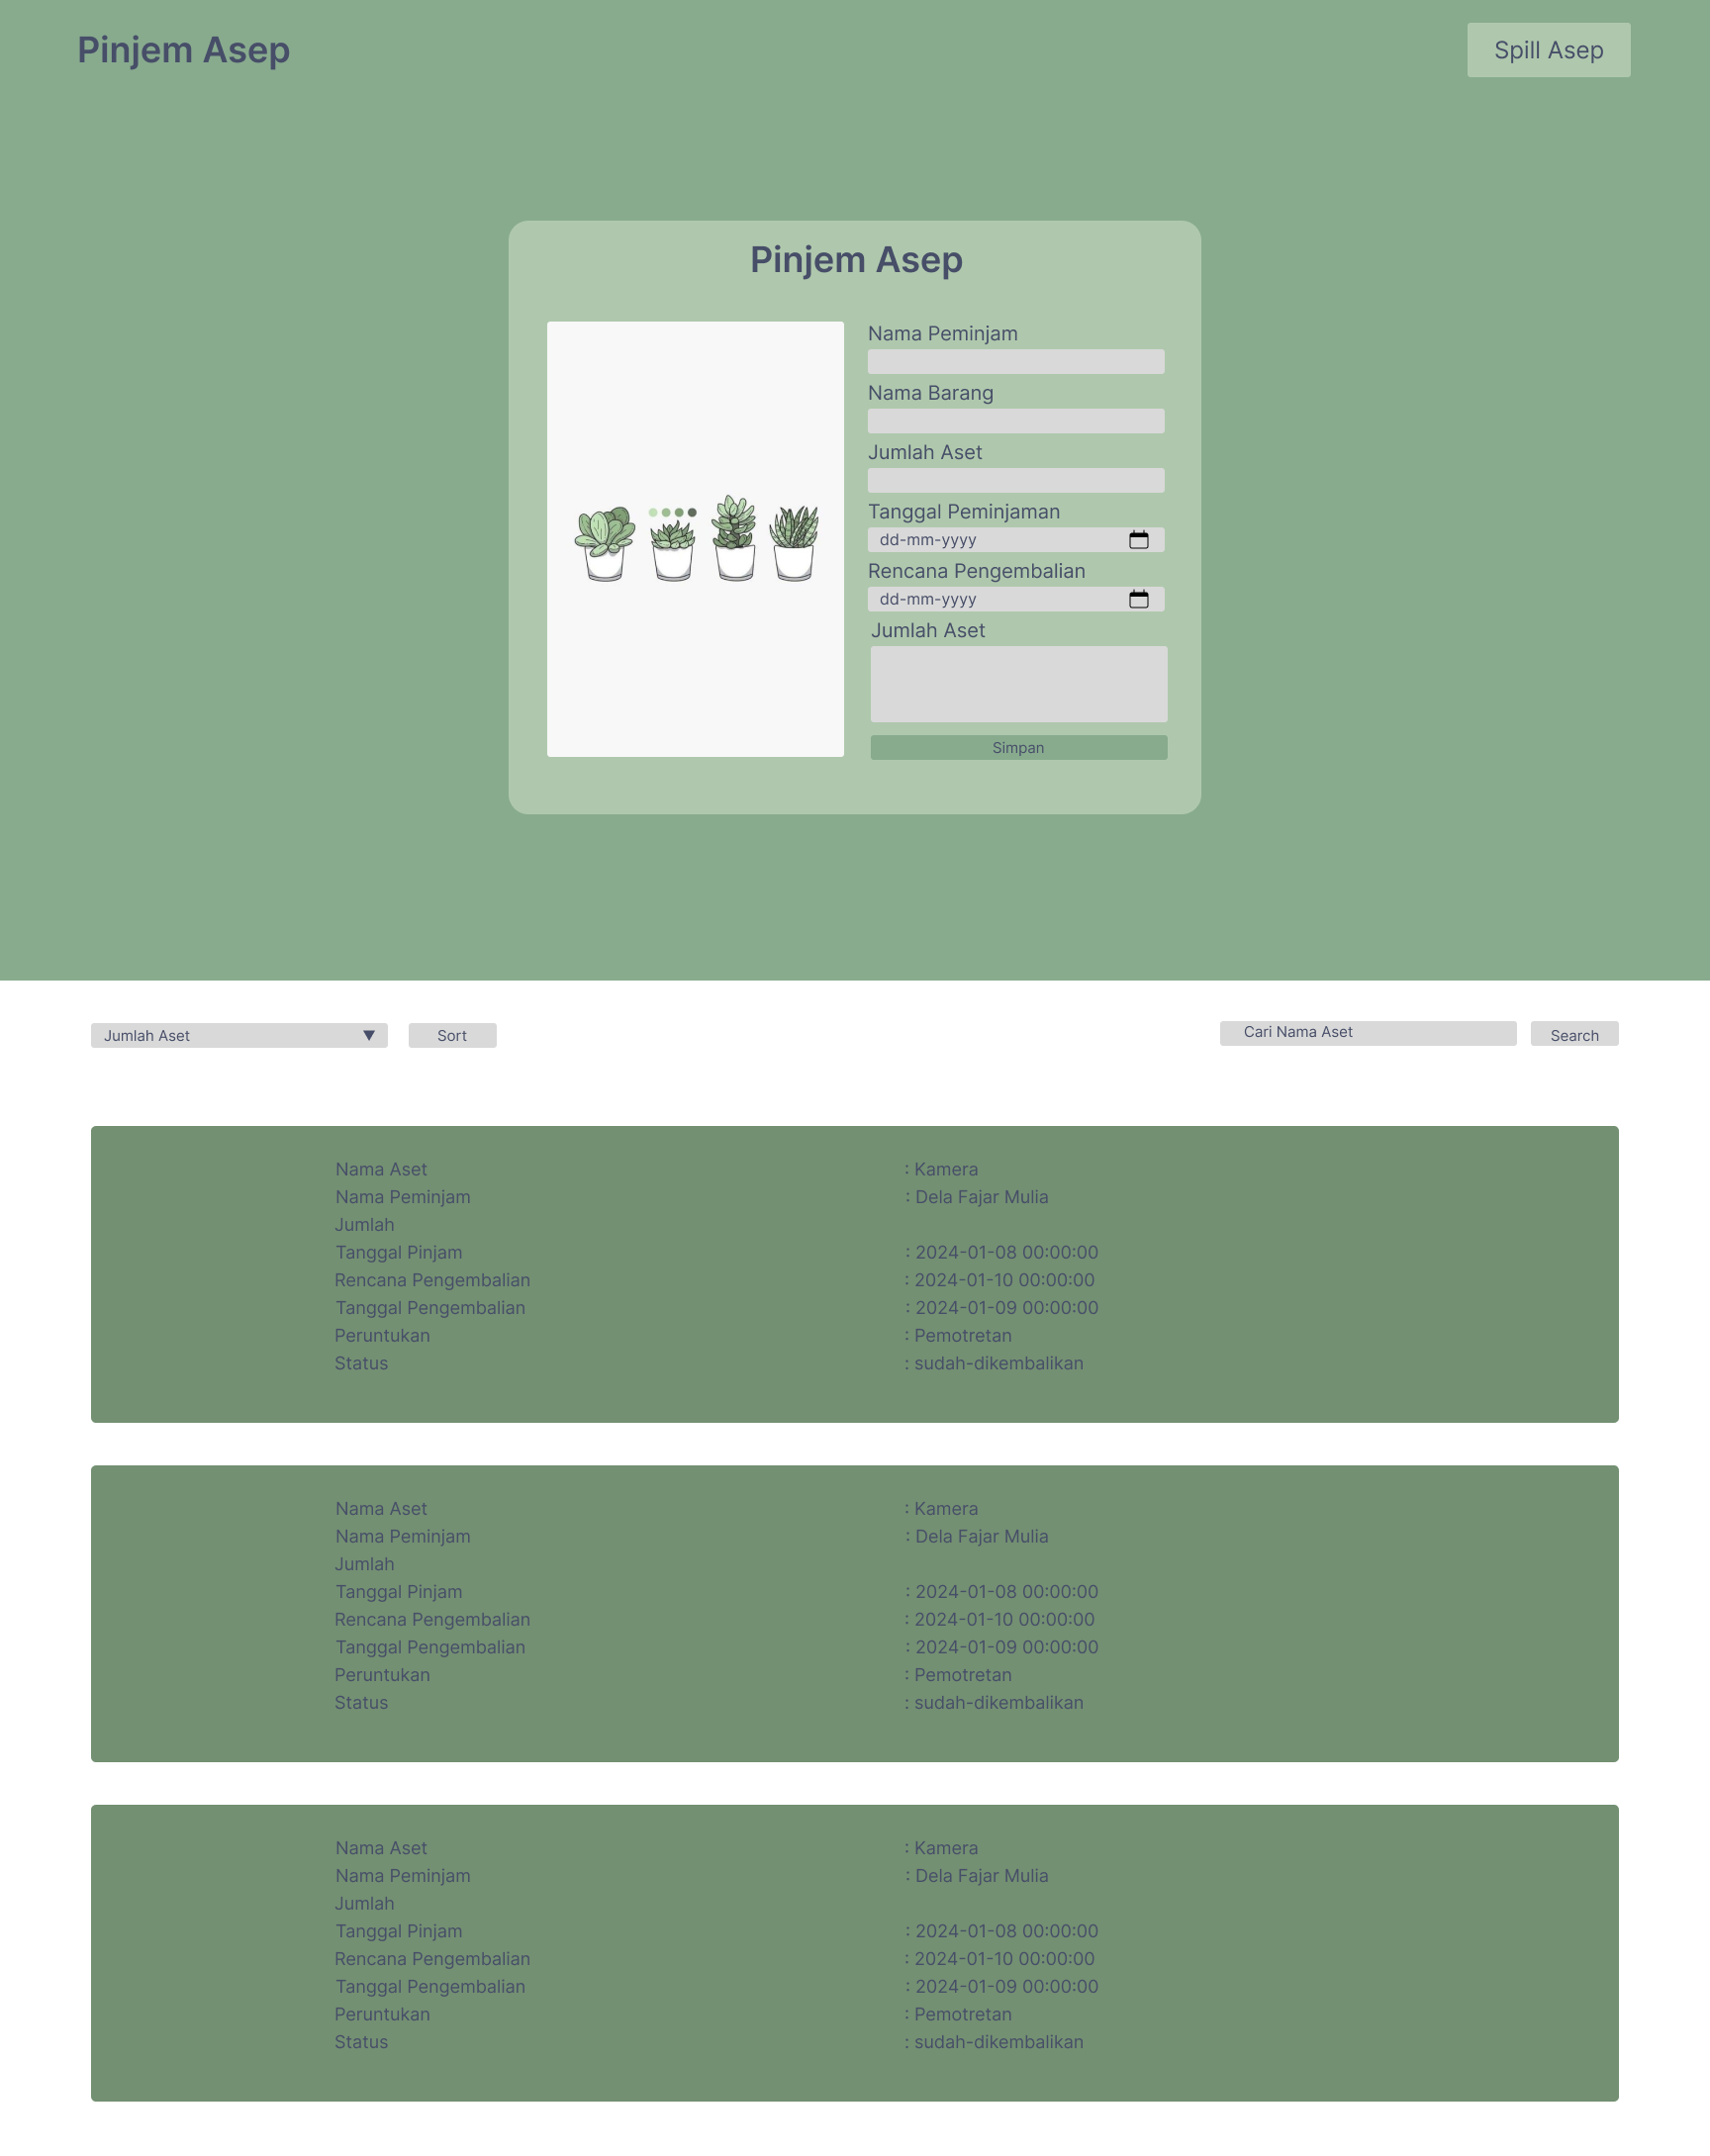 Pinjem Asep
Spill Asep
Pinjem Asep
Nama Peminjam
Nama Barang
Jumlah Aset
Tanggal Peminjaman
dd-mm-yyyy
Rencana Pengembalian
dd-mm-yyyy
Jumlah Aset
Simpan
Jumlah Aset ▼ Sort Cari Nama Aset Search
Nama Aset : Kamera
Nama Peminjam : Dela Fajar Mulia
Jumlah
Tanggal Pinjam : 2024-01-08 00:00:00
Rencana Pengembalian : 2024-01-10 00:00:00
Tanggal Pengembalian : 2024-01-09 00:00:00
Peruntukan : Pemotretan
Status : sudah-dikembalikan
Nama Aset : Kamera
Nama Peminjam : Dela Fajar Mulia
Jumlah
Tanggal Pinjam : 2024-01-08 00:00:00
Rencana Pengembalian : 2024-01-10 00:00:00
Tanggal Pengembalian : 2024-01-09 00:00:00
Peruntukan : Pemotretan
Status : sudah-dikembalikan
Nama Aset : Kamera
Nama Peminjam : Dela Fajar Mulia
Jumlah
Tanggal Pinjam : 2024-01-08 00:00:00
Rencana Pengembalian : 2024-01-10 00:00:00
Tanggal Pengembalian : 2024-01-09 00:00:00
Peruntukan : Pemotretan
Status : sudah-dikembalikan